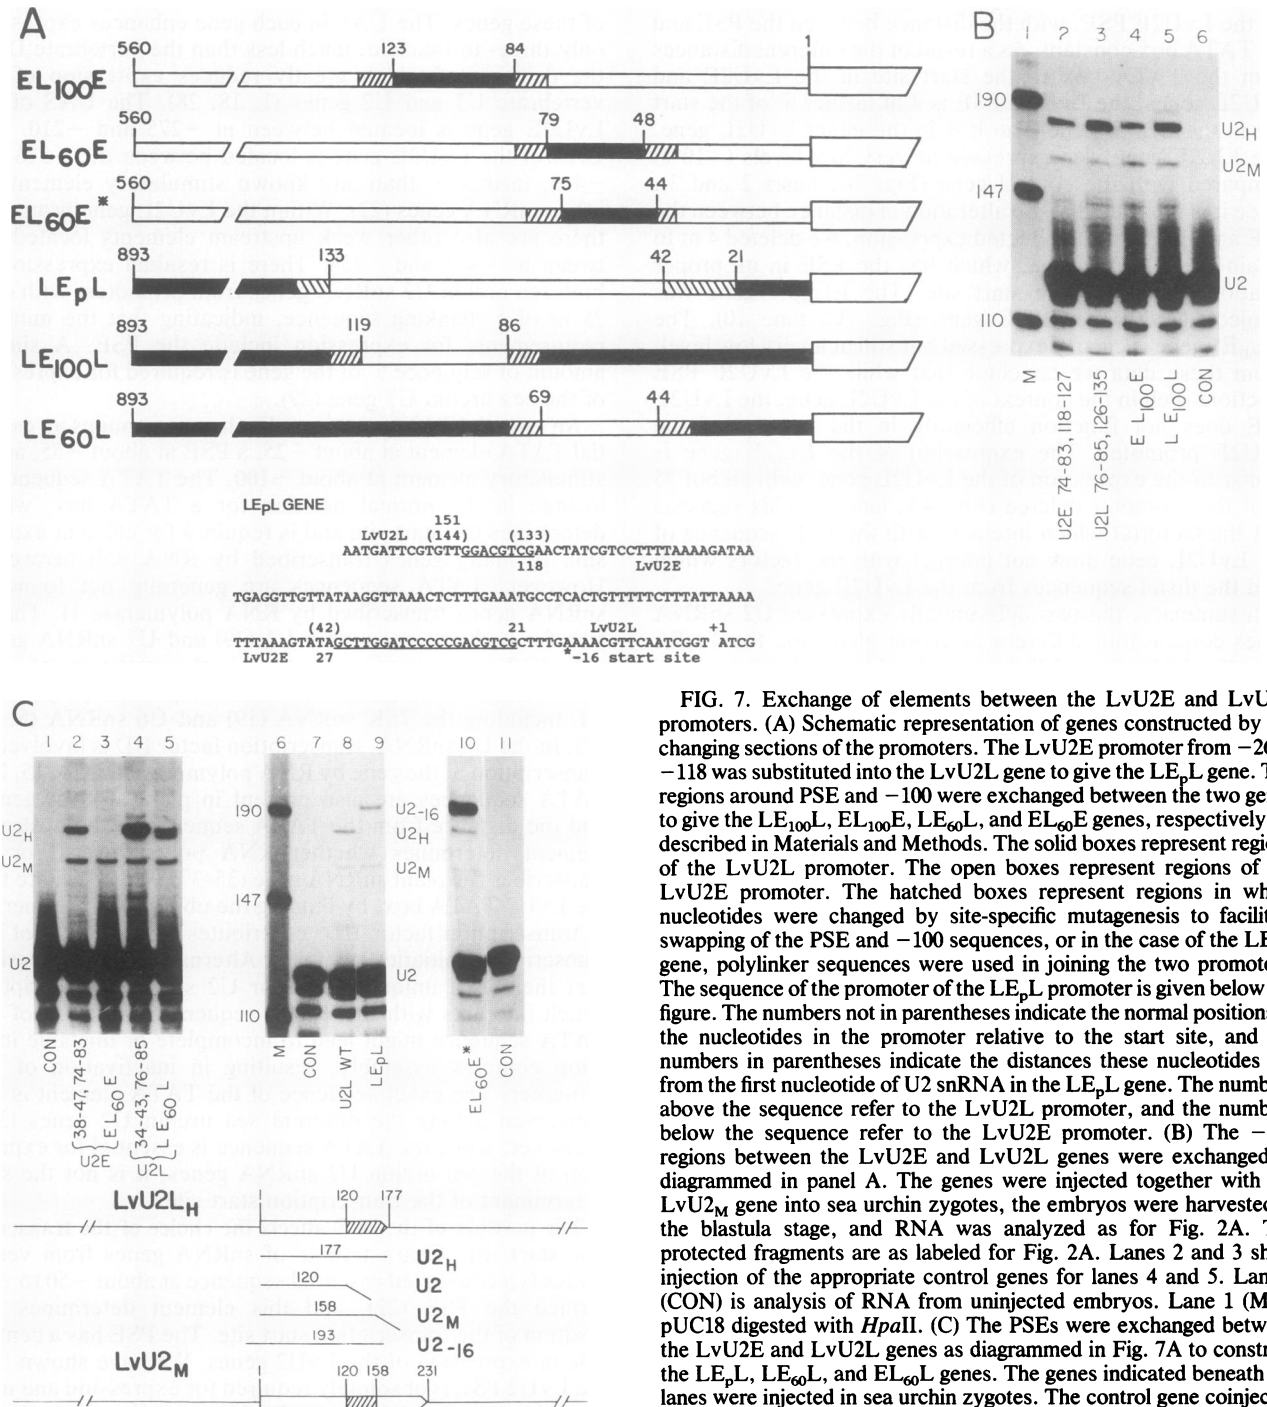 A
560 123 84 1
EL100E
560 79 48
EL60E
560 75 44
EL60E*
893 133 42 21
LEpL
893 119 86
LE100L
893 69 44
LE60L
LEpL GENE
151
LvU2L (144) (133)
AATGATTCGTGTTGGACGTCGAACTATCGTCCTTTTAAAAGATAA
118 LvU2E
TGAGGTTGTTATAAGGTTAAACTCTTTGAAATGCCTCACTGTTTTTCTTTATTAAAA
(42) 21 LvU2L +1
TTTAAAGTATAGCTTGGATCCCCCGACGTCGCTTTGAAAAACGTTCAATCGGT ATCG
LvU2E 27 *-16 start site
B
1 2 3 4 5 6
190
U2H
U2M
147
U2
110
M
U2E 74-83,118-127
U2L 76-85,126-135
E L100E
L E100L
CON
C
1 2 3 4 5 6 7 8 9 10 11
190 U2-16
U2H U2H
U2M U2M
147
U2 U2
110
CON
38-47, 74-83
E L60 E
U2E
34-43, 76-85
L E60 L
U2L
M
CON
U2L WT
LEpL
EL60E*
CON
LvU2LH 120 177
177 U2H
120 U2
158 U2M
193 U2-16
LvU2M 120 158 231
FIG. 7. Exchange of elements between the LvU2E and LvU
promoters. (A) Schematic representation of genes constructed by
changing sections of the promoters. The LvU2E promoter from −26
−118 was substituted into the LvU2L gene to give the LEpL gene. T
regions around PSE and −100 were exchanged between the two gen
to give the LE100L, EL100E, LE60L, and EL60E genes, respectively
described in Materials and Methods. The solid boxes represent regio
of the LvU2L promoter. The open boxes represent regions of
LvU2E promoter. The hatched boxes represent regions in whi
nucleotides were changed by site-specific mutagenesis to facilit
swapping of the PSE and −100 sequences, or in the case of the LE
gene, polylinker sequences were used in joining the two promote
The sequence of the promoter of the LEpL promoter is given below
figure. The numbers not in parentheses indicate the normal positions
the nucleotides in the promoter relative to the start site, and
numbers in parentheses indicate the distances these nucleotides
from the first nucleotide of U2 snRNA in the LEpL gene. The numb
above the sequence refer to the LvU2L promoter, and the numb
below the sequence refer to the LvU2E promoter. (B) The −
regions between the LvU2E and LvU2L genes were exchanged
diagrammed in panel A. The genes were injected together with
LvU2M gene into sea urchin zygotes, the embryos were harvested
the blastula stage, and RNA was analyzed as for Fig. 2A. T
protected fragments are as labeled for Fig. 2A. Lanes 2 and 3 sh
injection of the appropriate control genes for lanes 4 and 5. Lan
(CON) is analysis of RNA from uninjected embryos. Lane 1 (M
pUC18 digested with HpaII. (C) The PSEs were exchanged betw
the LvU2E and LvU2L genes as diagrammed in Fig. 7A to constr
the LEpL, LE60L, and EL60L genes. The genes indicated beneath
lanes were injected in sea urchin zygotes. The control gene coinjec